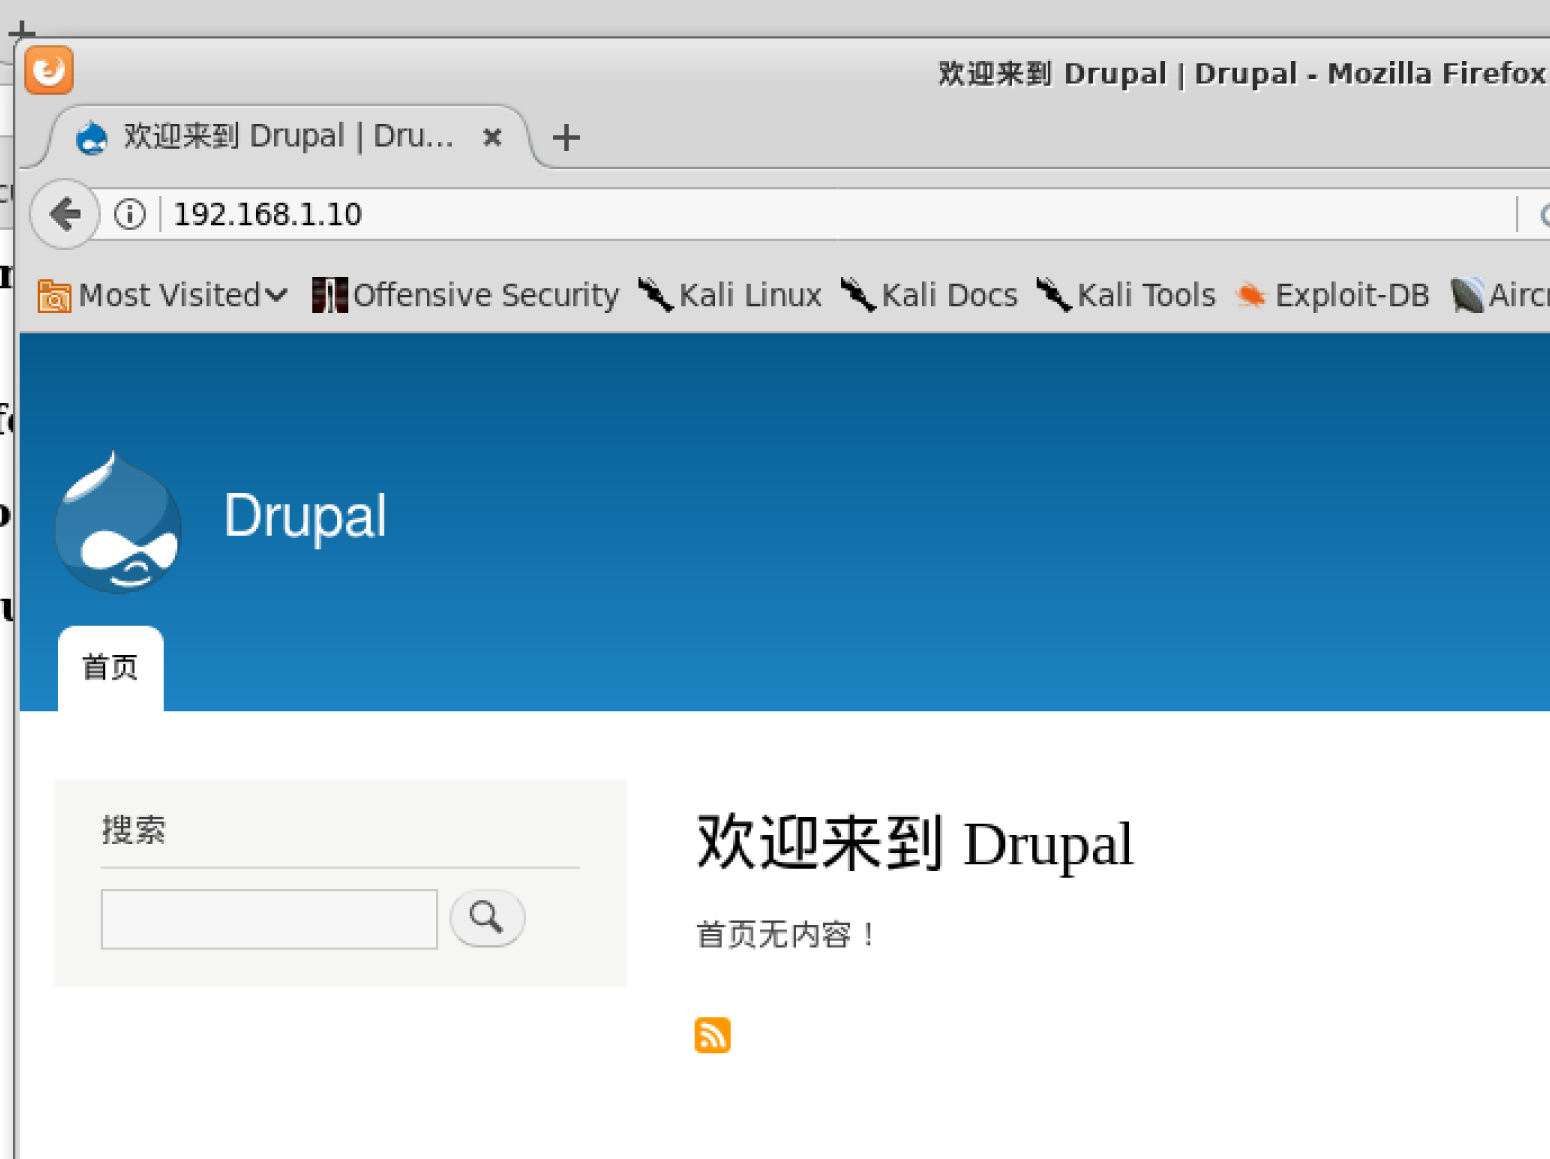 欢迎来到 Drupal | Drupal - Mozilla Firefox
欢迎来到 Drupal | Dru...
192.168.1.10
Most Visited Offensive Security Kali Linux Kali Docs Kali Tools Exploit-DB Airc
Drupal
首页
搜索
欢迎来到 Drupal
首页无内容！